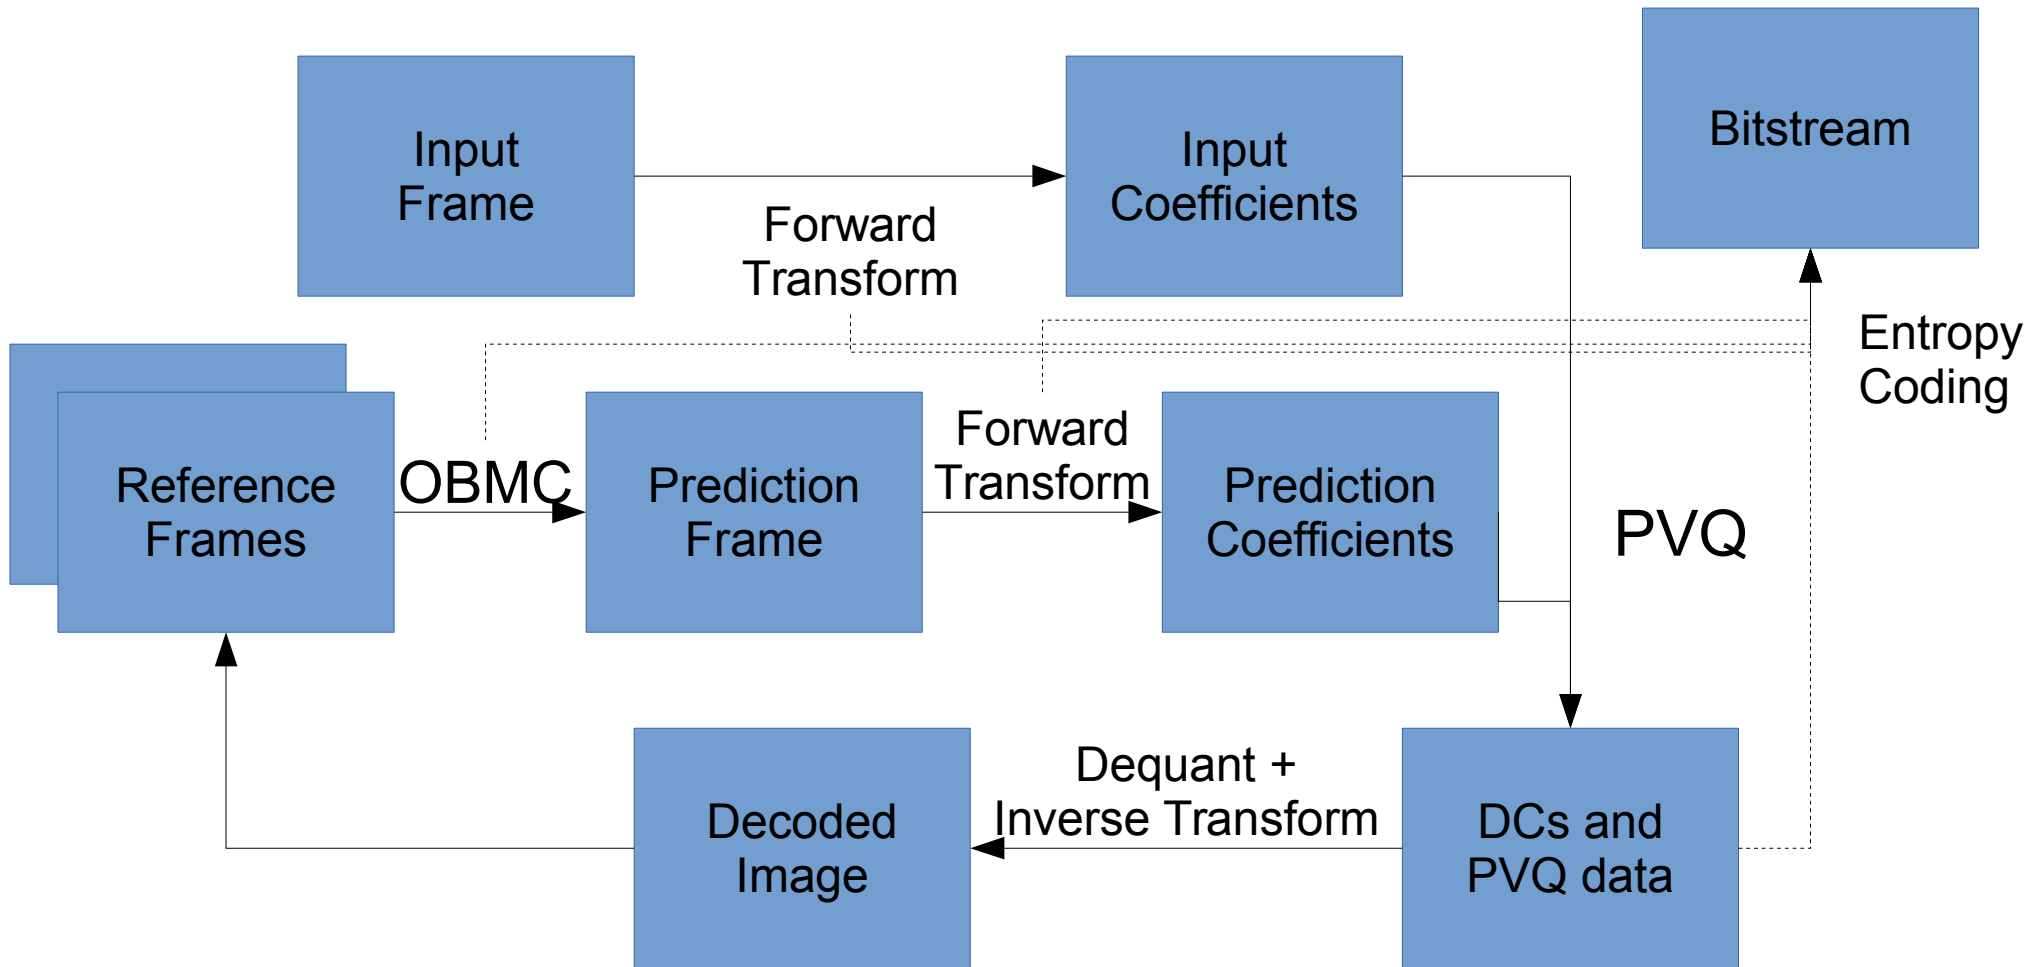 Input
Frame
Forward
Transform
Input
Coefficients
Bitstream
Entropy
Coding
Reference
Frames
OBMC
Prediction
Frame
Forward
Transform
Prediction
Coefficients
PVQ
Decoded
Image
Dequant +
Inverse Transform
DCs and
PVQ data